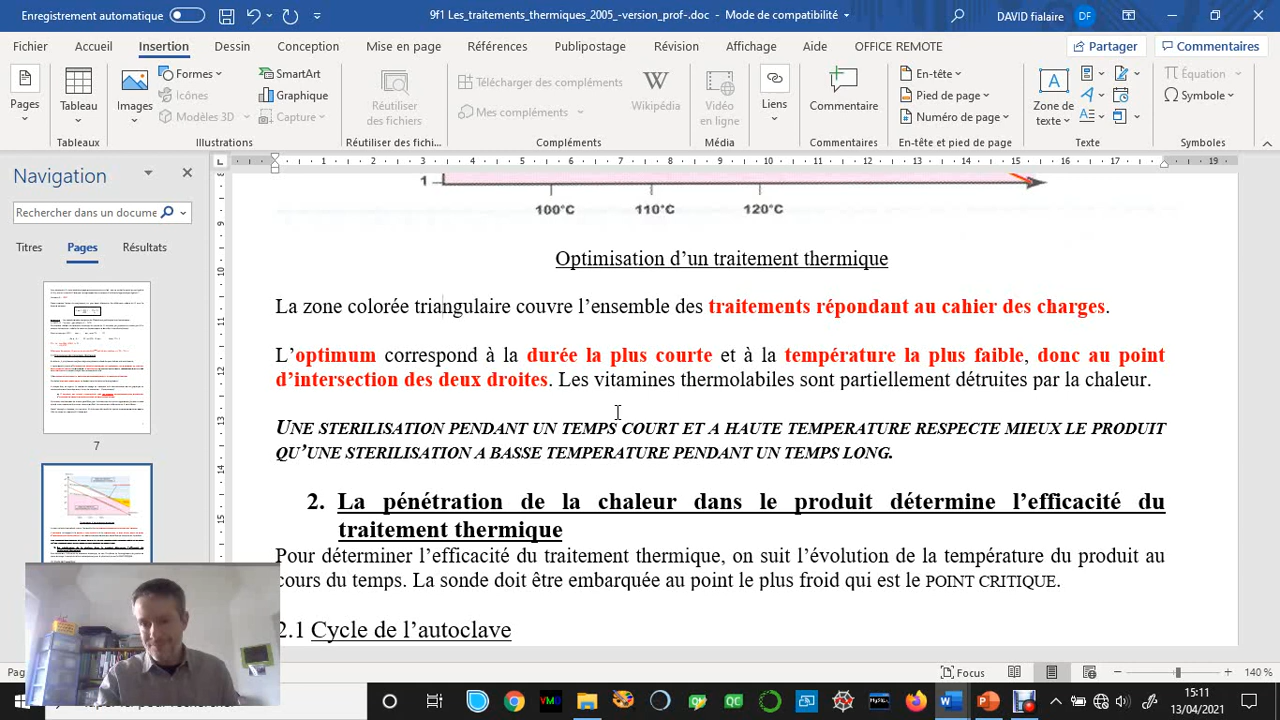 Enregistrement automatique
9f1 Les_traitements_thermiques_2005_-version_prof-.doc - Mode de compatibilité
DAVID fialaire
DF
Fichier Accueil Insertion Dessin Conception Mise en page Références Publipostage Révision Affichage Aide OFFICE REMOTE
Partager
Commentaires
Pages
Tableau
Tableaux
Images
Formes
Icônes
Modèles 3D
SmartArt
Graphique
Capture
Illustrations
Réutiliser des fichiers
Réutiliser des fichi...
Télécharger des compléments
Mes compléments
Wikipédia
Compléments
Vidéo en ligne
Média
Liens
Commentaire
Commentaires
En-tête
Pied de page
Numéro de page
En-tête et pied de page
Zone de texte
Texte
Équation
Symbole
Symboles
Navigation
Rechercher dans un docume
Titres Pages Résultats
7
1
100°C 110°C 120°C
Optimisation d’un traitement thermique
La zone colorée triangulaire couvre l’ensemble des traitements répondant au cahier des charges.
L’optimum correspond à la durée la plus courte et à la température la plus faible, donc au point
d’intersection des deux droites. Les vitamines thermolabiles sont partiellement détruites par la chaleur.
UNE STERILISATION PENDANT UN TEMPS COURT ET A HAUTE TEMPERATURE RESPECTE MIEUX LE PRODUIT
QU’UNE STERILISATION A BASSE TEMPERATURE PENDANT UN TEMPS LONG.
2. La pénétration de la chaleur dans le produit détermine l’efficacité du
traitement thermique
Pour déterminer l’efficacité du traitement thermique, on suit l’évolution de la température du produit au
cours du temps. La sonde doit être embarquée au point le plus froid qui est le POINT CRITIQUE.
2.1 Cycle de l’autoclave
Focus
140 %
15:11
13/04/2021